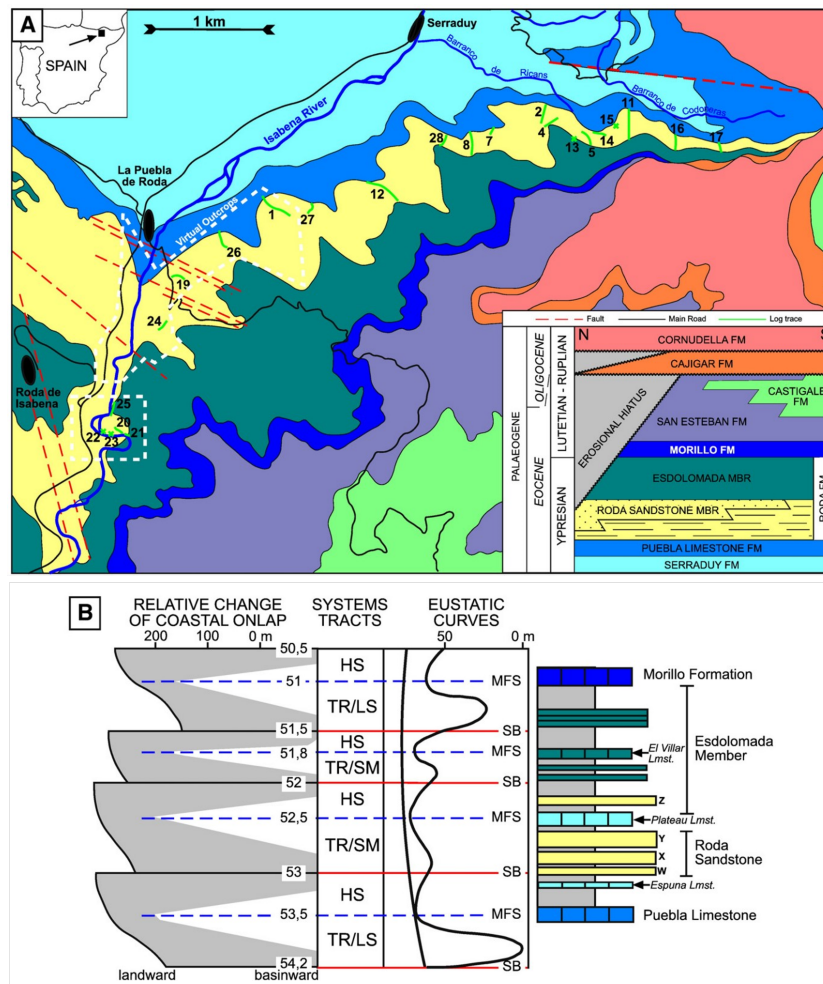 A
SPAIN
1 km
Serraduy
Barranco de Ricans
Barranco de Codoneras
Isabena River
La Puebla
de Roda
Virtual Outcrops
Roda de
Isabena
2
11
15
4
28
8
7
13
5
14
16
17
12
1
27
26
19
24
25
20
22
21
23
Fault
Main Road
Log trace
N
S
PALAEOGENE
EOCENE
OLIGOCENE
YPRESIAN
LUTETIAN - RUPLIAN
EROSIONAL HIATUS
CORNUDELLA FM
CAJIGAR FM
CASTIGALE
FM
SAN ESTEBAN FM
MORILLO FM
ESDOLOMADA MBR
RODA SANDSTONE MBR
RODA FM
PUEBLA LIMESTONE FM
SERRADUY FM
B
RELATIVE CHANGE
OF COASTAL ONLAP
200 100 0 m
SYSTEMS
TRACTS
EUSTATIC
CURVES
50 0 m
50,5
HS
51
MFS
TR/LS
51,5
SB
HS
51,8
MFS
TR/SM
52
SB
HS
52,5
MFS
TR/SM
53
SB
HS
53,5
MFS
TR/LS
54,2
SB
landward
basinward
Morillo Formation
Esdolomada
Member
El Villar
Lmst.
Z
Plateau Lmst.
Y
X
W
Roda
Sandstone
Espuna Lmst.
Puebla Limestone